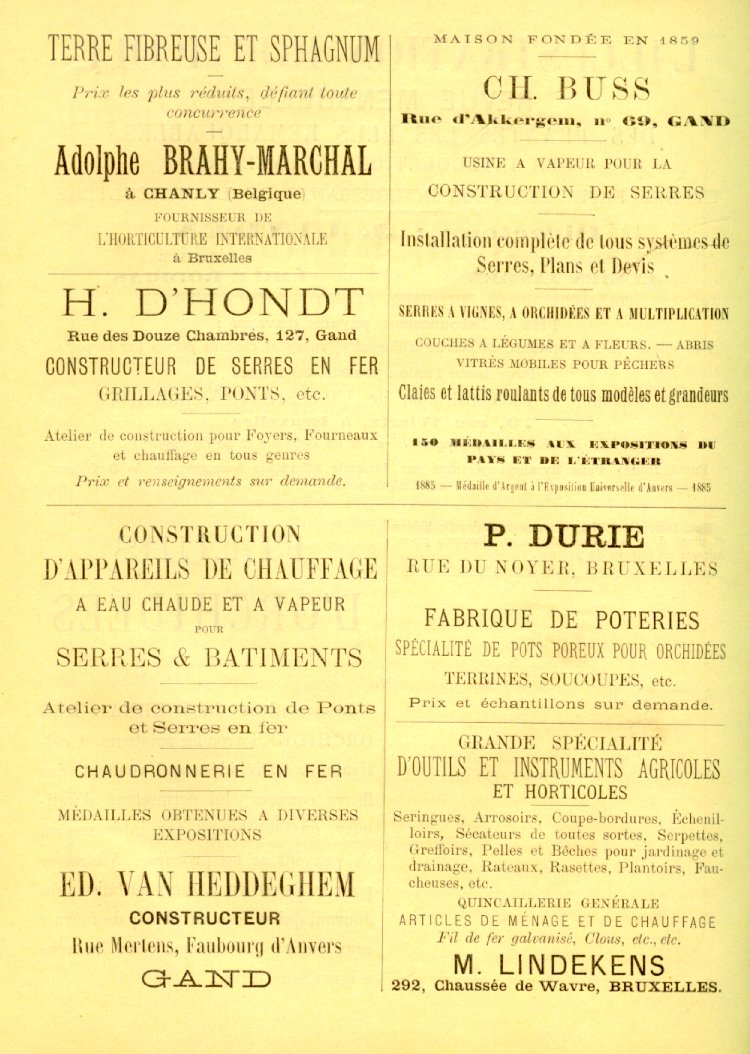 TERRE FIBREUSE ET SPHAGNUM
Prix les plus réduits, défiant toute
concurrence
Adolphe BRAHY-MARCHAL
à CHANLY (Belgique)
FOURNISSEUR DE
L'HORTICULTURE INTERNATIONALE
à Bruxelles
H. D'HONDT
Rue des Douze Chambres, 127, Gand
CONSTRUCTEUR DE SERRES EN FER
GRILLAGES, PONTS, etc.
Atelier de construction pour Foyers, Fourneaux
et chauffage en tous genres
Prix et renseignements sur demande.
MAISON FONDÉE EN 1859
CH. BUSS
Rue d'Akkergem, n° 69, GAND
USINE A VAPEUR POUR LA
CONSTRUCTION DE SERRES
Installation complète de tous systèmes de
Serres, Plans et Devis
SERRES A VIGNES, A ORCHIDÉES ET A MULTIPLICATION
COUCHES A LÉGUMES ET A FLEURS. — ABRIS
VITRÉS MOBILES POUR PÊCHERS
Claies et lattis roulants de tous modèles et grandeurs
150 MÉDAILLES AUX EXPOSITIONS DU
PAYS ET DE L'ÉTRANGER
1885 — Médaille d'Argent à l'Exposition Universelle d'Anvers — 1885
CONSTRUCTION
D'APPAREILS DE CHAUFFAGE
A EAU CHAUDE ET A VAPEUR
POUR
SERRES & BATIMENTS
Atelier de construction de Ponts
et Serres en fer
CHAUDRONNERIE EN FER
MÉDAILLES OBTENUES A DIVERSES
EXPOSITIONS
ED. VAN HEDDEGHEM
CONSTRUCTEUR
Rue Mertens, Faubourg d'Anvers
GAND
P. DURIE
RUE DU NOYER, BRUXELLES
FABRIQUE DE POTERIES
SPÉCIALITÉ DE POTS POREUX POUR ORCHIDÉES
TERRINES, SOUCOUPES, etc.
Prix et échantillons sur demande.
GRANDE SPÉCIALITÉ
D'OUTILS ET INSTRUMENTS AGRICOLES
ET HORTICOLES
Seringues, Arrosoirs, Coupe-bordures, Échenil-
loirs, Sécateurs de toutes sortes, Serpettes,
Greffoirs, Pelles et Bêches pour jardinage et
drainage, Rateaux, Rasettes, Plantoirs, Fau-
cheuses, etc.
QUINCAILLERIE GENÉRALE
ARTICLES DE MÉNAGE ET DE CHAUFFAGE
Fil de fer galvanisé, Clous, etc., etc.
M. LINDEKENS
292, Chaussée de Wavre, BRUXELLES.